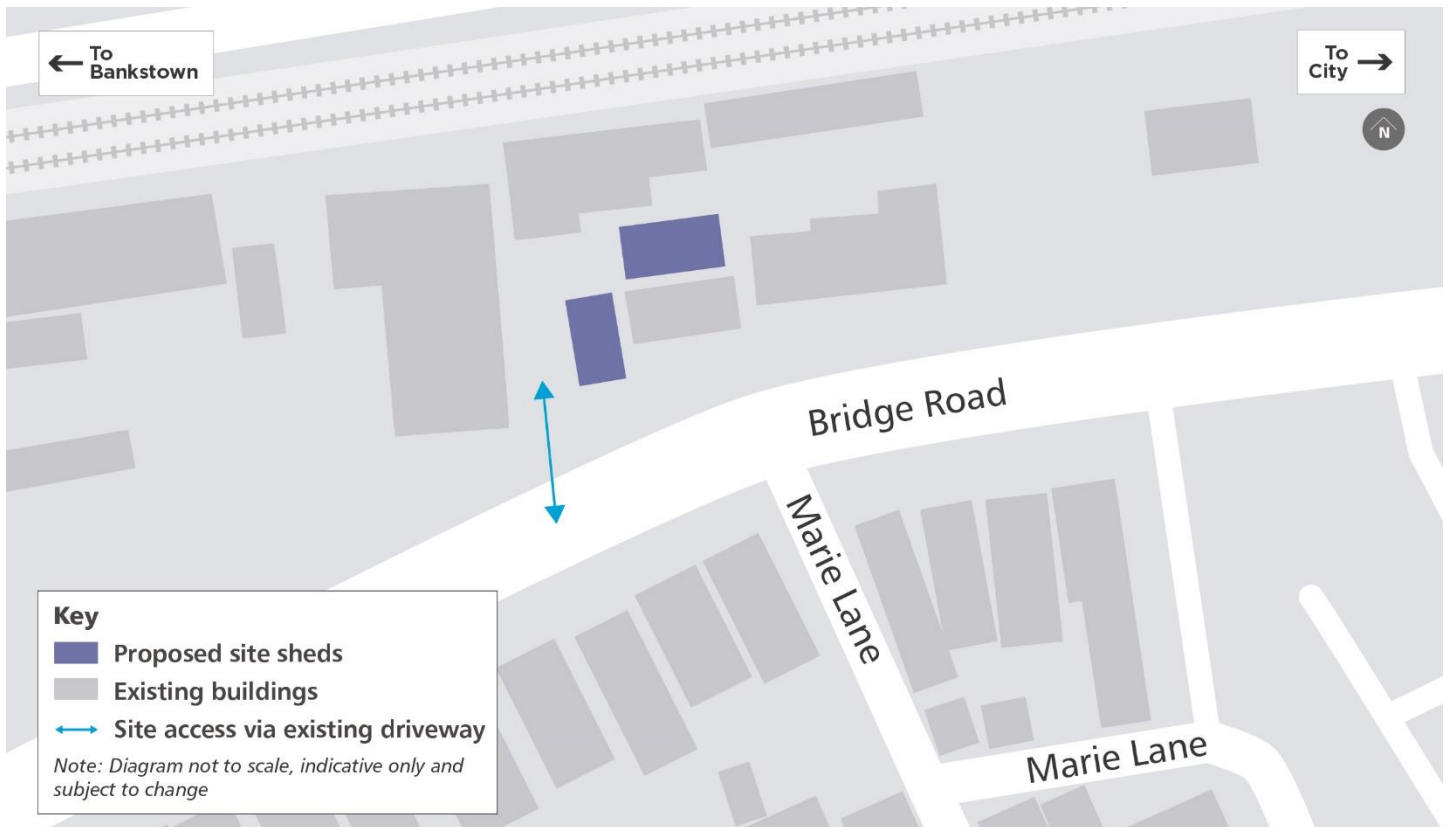 To
Bankstown
To
City
N
Bridge Road
Marie Lane
Marie Lane
Key
Proposed site sheds
Existing buildings
Site access via existing driveway
Note: Diagram not to scale, indicative only and
subject to change